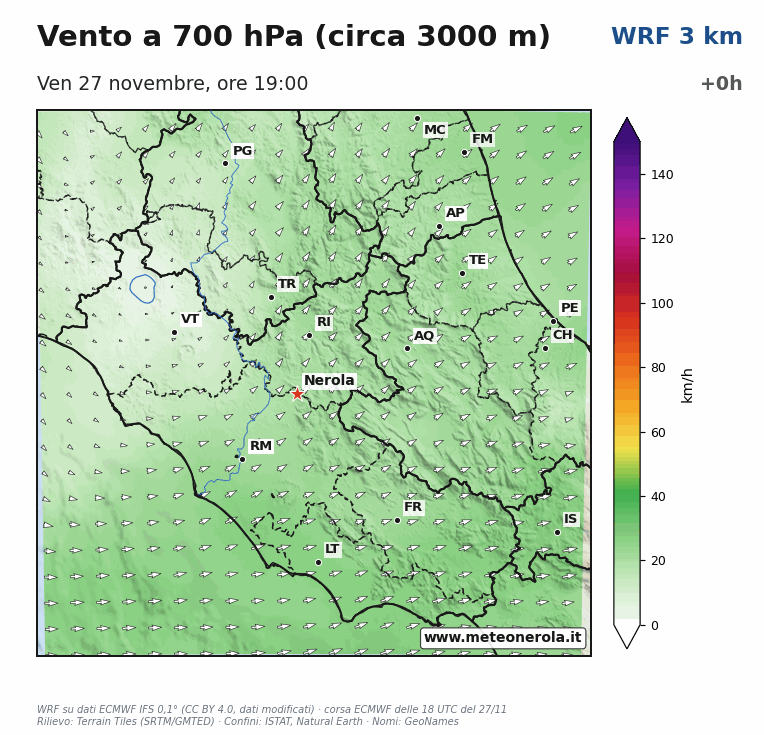 Vento a 700 hPa (circa 3000 m)
WRF 3 km
Ven 27 novembre, ore 19:00
+0h
MC
FM
PG
AP
TE
TR
PE
VT
RI
AQ
CH
Nerola
RM
FR
IS
LT
www.meteonerola.it
140
120
100
80
60
40
20
0
km/h
WRF su dati ECMWF IFS 0,1° (CC BY 4.0, dati modificati) · corsa ECMWF delle 18 UTC del 27/11
Rilievo: Terrain Tiles (SRTM/GMTED) · Confini: ISTAT, Natural Earth · Nomi: GeoNames